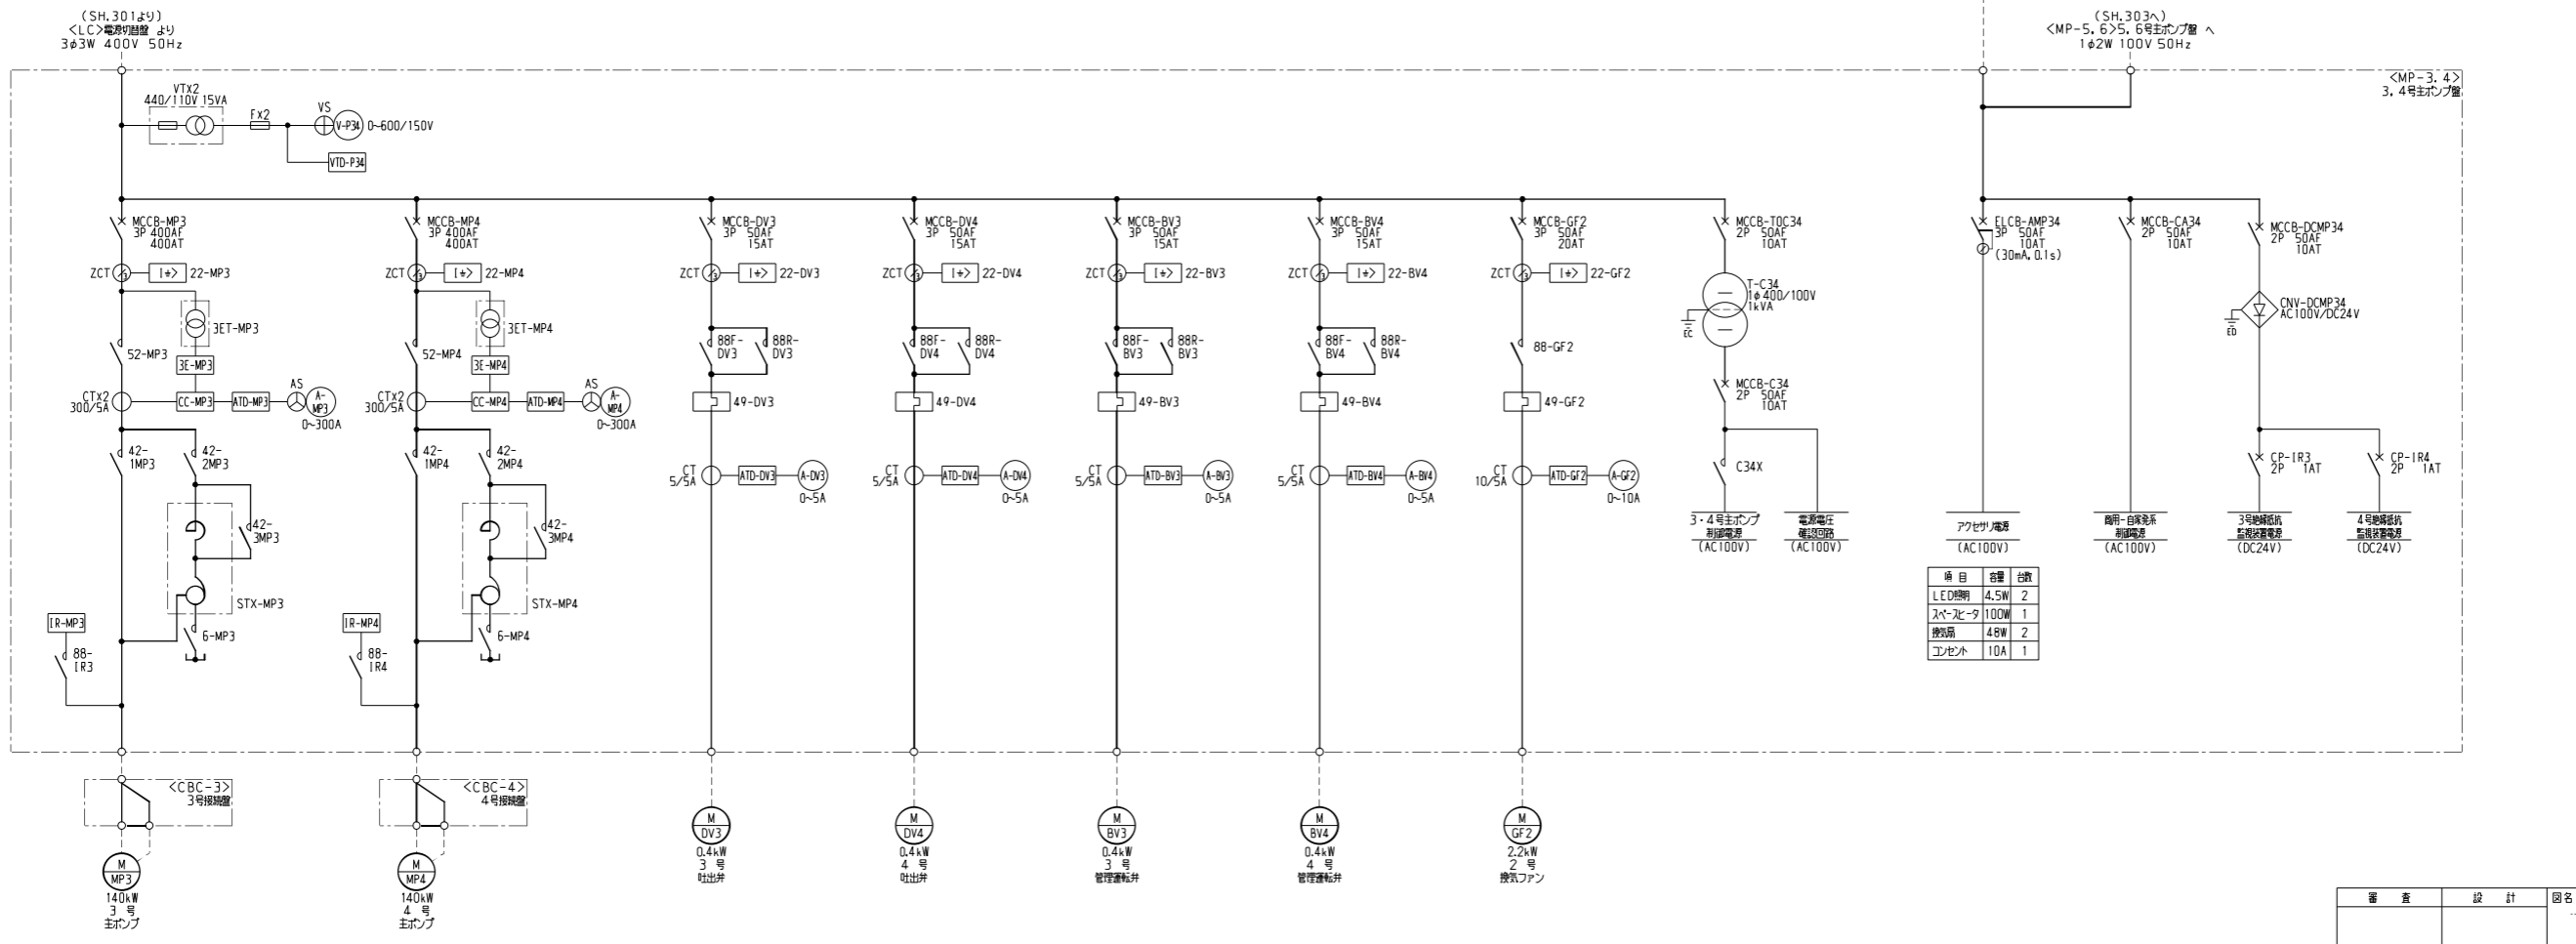 (SH.301より)
<LC>電源切替盤 より
3φ3W 400V 50Hz
(SH.303へ)
<MP-5,6>5,6号主ポンプ盤 へ
1φ2W 100V 50Hz
<MP-3,4>
3,4号主ポンプ盤
VTx2
440/110V 15VA
Fx2
VS
V-P34
0~600/150V
VTD-P34
MCCB-MP3
3P 400AF
400AT
ZCT
I⏚>
22-MP3
3ET-MP3
52-MP3
3E-MP3
CTx2
300/5A
CC-MP3
ATD-MP3
AS
A-
MP3
0~300A
42-
1MP3
42-
2MP3
42-
3MP3
STX-MP3
6-MP3
IR-MP3
88-
IR3
MCCB-MP4
3P 400AF
400AT
ZCT
I⏚>
22-MP4
3ET-MP4
52-MP4
3E-MP4
CTx2
300/5A
CC-MP4
ATD-MP4
AS
A-
MP4
0~300A
42-
1MP4
42-
2MP4
42-
3MP4
STX-MP4
6-MP4
IR-MP4
88-
IR4
MCCB-DV3
3P 50AF
15AT
ZCT
I⏚>
22-DV3
88F-
DV3
88R-
DV3
49-DV3
CT
5/5A
ATD-DV3
A-DV3
0~5A
MCCB-DV4
3P 50AF
15AT
ZCT
I⏚>
22-DV4
88F-
DV4
88R-
DV4
49-DV4
CT
5/5A
ATD-DV4
A-DV4
0~5A
MCCB-BV3
3P 50AF
15AT
ZCT
I⏚>
22-BV3
88F-
BV3
88R-
BV3
49-BV3
CT
5/5A
ATD-BV3
A-BV3
0~5A
MCCB-BV4
3P 50AF
15AT
ZCT
I⏚>
22-BV4
88F-
BV4
88R-
BV4
49-BV4
CT
5/5A
ATD-BV4
A-BV4
0~5A
MCCB-GF2
3P 50AF
20AT
ZCT
I⏚>
22-GF2
88-GF2
49-GF2
CT
10/5A
ATD-GF2
A-GF2
0~10A
MCCB-TOC34
2P 50AF
10AT
T-C34
1φ400/100V
1kVA
EC
MCCB-C34
2P 50AF
10AT
C34X
3・4号主ポンプ
制御電源
(AC100V)
電源電圧
確認回路
(AC100V)
ELCB-AMP34
3P 50AF
10AT
(30mA,0.1s)
アクセサリ電源
(AC100V)
MCCB-CA34
2P 50AF
10AT
商用-自家発系
制御電源
(AC100V)
MCCB-DCMP34
2P 50AF
10AT
CNV-DCMP34
AC100V/DC24V
ED
CP-IR3
2P 1AT
CP-IR4
2P 1AT
3号絶縁抵抗
監視装置電源
(DC24V)
4号絶縁抵抗
監視装置電源
(DC24V)
項 目 容量 台数
LED照明 4.5W 2
スペースヒータ 100W 1
換気扇 48W 2
コンセント 10A 1
<CBC-3>
3号接続盤
M
MP3
140kW
3 号
主ポンプ
<CBC-4>
4号接続盤
M
MP4
140kW
4 号
主ポンプ
M
DV3
0.4kW
3 号
吐出弁
M
DV4
0.4kW
4 号
吐出弁
M
BV3
0.4kW
3 号
管理運転弁
M
BV4
0.4kW
4 号
管理運転弁
M
GF2
2.2kW
2 号
換気ファン
審 査 設 計 図名